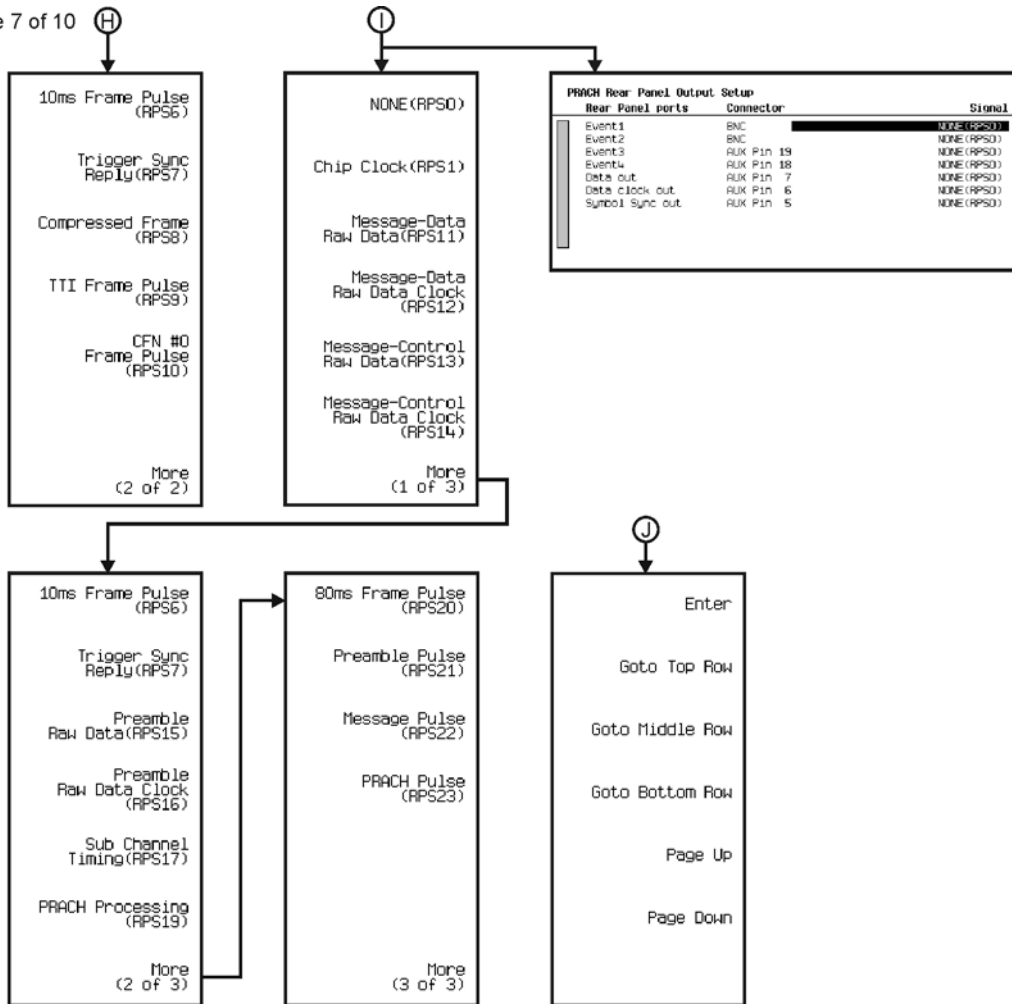 e 7 of 10
H
10ms Frame Pulse
(RPS6)
Trigger Sync
Reply(RPS7)
Compressed Frame
(RPS8)
TTI Frame Pulse
(RPS9)
CFN #0
Frame Pulse
(RPS10)
More
(2 of 2)
I
NONE(RPS0)
Chip Clock(RPS1)
Message-Data
Raw Data(RPS11)
Message-Data
Raw Data Clock
(RPS12)
Message-Control
Raw Data(RPS13)
Message-Control
Raw Data Clock
(RPS14)
More
(1 of 3)
PRACH Rear Panel Output Setup
Rear Panel ports Connector Signal
Event1 BNC NONE(RPS0)
Event2 BNC NONE(RPS0)
Event3 AUX Pin 19 NONE(RPS0)
Event4 AUX Pin 18 NONE(RPS0)
Data out AUX Pin 7 NONE(RPS0)
Data clock out AUX Pin 6 NONE(RPS0)
Symbol Sync out AUX Pin 5 NONE(RPS0)
10ms Frame Pulse
(RPS6)
Trigger Sync
Reply(RPS7)
Preamble
Raw Data(RPS15)
Preamble
Raw Data Clock
(RPS16)
Sub Channel
Timing(RPS17)
PRACH Processing
(RPS19)
More
(2 of 3)
80ms Frame Pulse
(RPS20)
Preamble Pulse
(RPS21)
Message Pulse
(RPS22)
PRACH Pulse
(RPS23)
More
(3 of 3)
J
Enter
Goto Top Row
Goto Middle Row
Goto Bottom Row
Page Up
Page Down